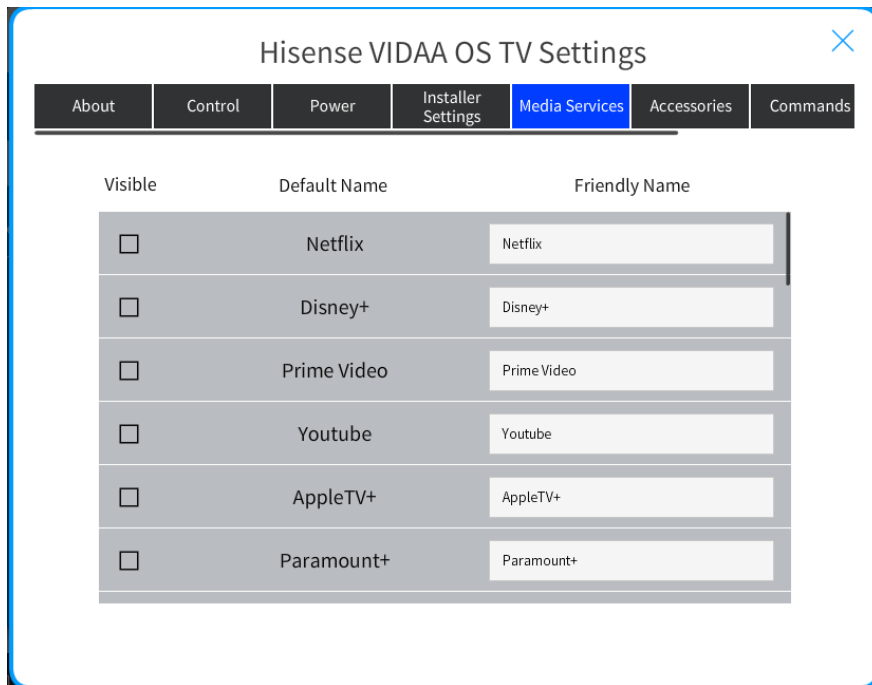 Hisense VIDAA OS TV Settings
About Control Power Installer Settings Media Services Accessories Commands
Visible Default Name Friendly Name
Netflix Netflix
Disney+ Disney+
Prime Video Prime Video
Youtube Youtube
AppleTV+ AppleTV+
Paramount+ Paramount+